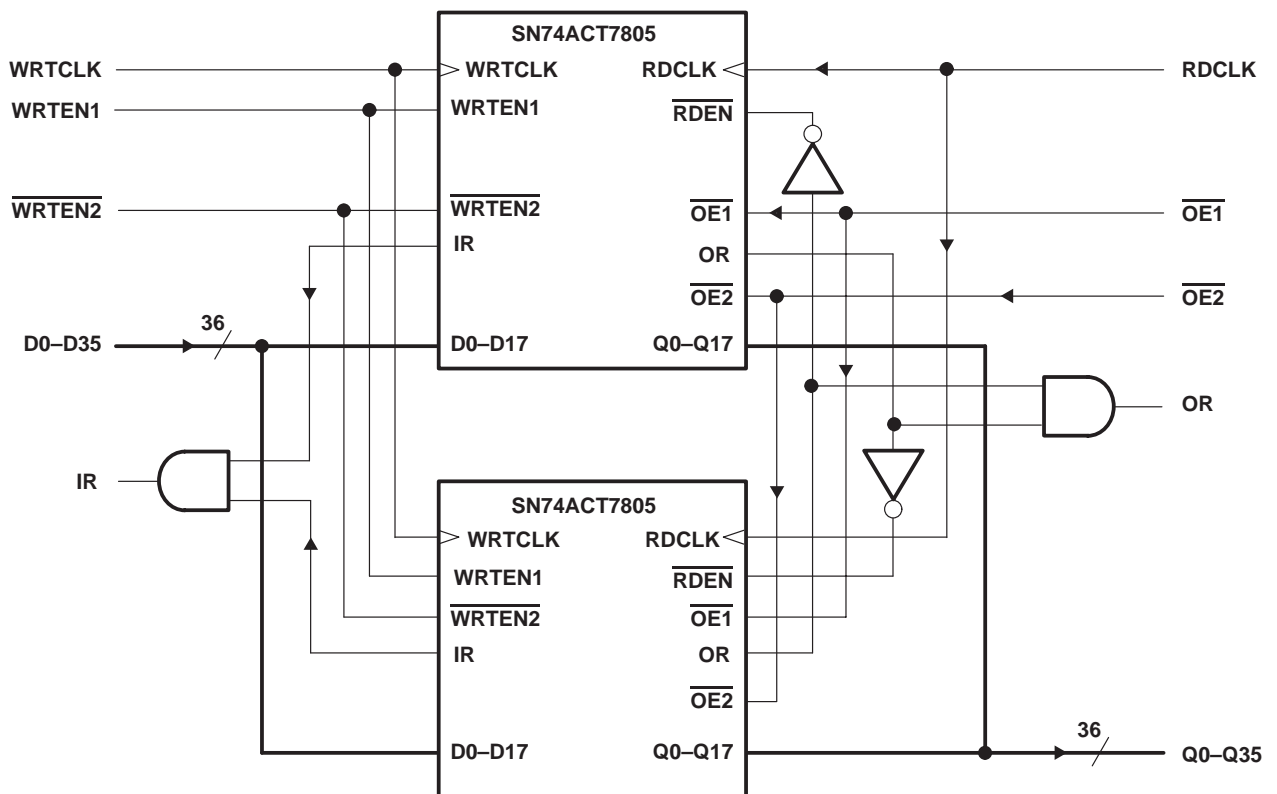 SN74ACT7805
WRTCLK
WRTCLK
RDCLK
RDCLK
WRTEN1
WRTEN1
RDEN
WRTEN2
WRTEN2
OE1
OE1
IR
OR
OE2
OE2
D0–D35
36
D0–D17
Q0–Q17
OR
IR
SN74ACT7805
WRTCLK
RDCLK
WRTEN1
RDEN
WRTEN2
OE1
IR
OR
OE2
D0–D17
Q0–Q17
36
Q0–Q35